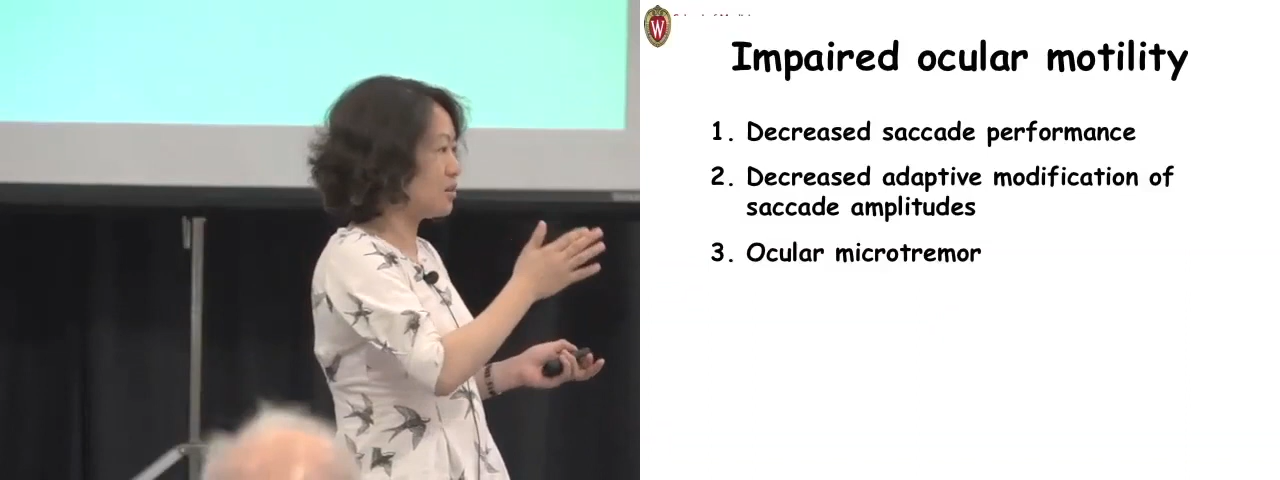 W
Impaired ocular motility
1. Decreased saccade performance
2. Decreased adaptive modification of
saccade amplitudes
3. Ocular microtremor